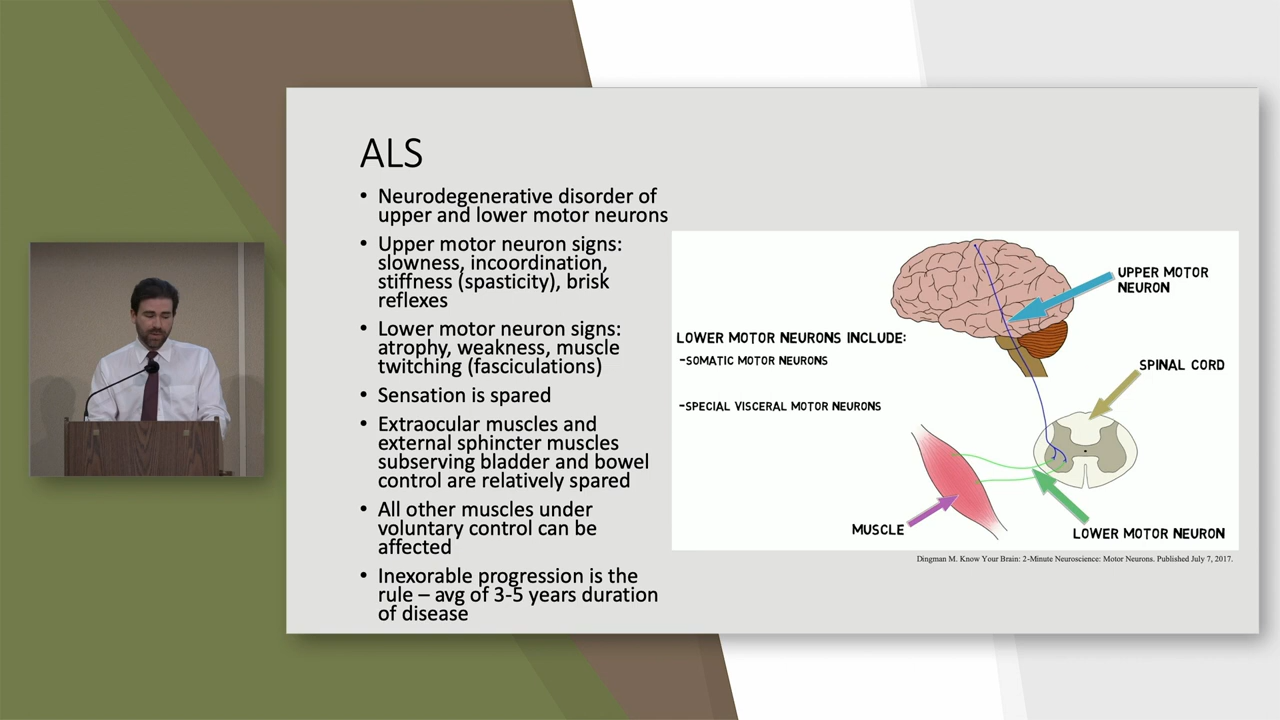 ALS
• Neurodegenerative disorder of
upper and lower motor neurons
• Upper motor neuron signs:
slowness, incoordination,
stiffness (spasticity), brisk
reflexes
• Lower motor neuron signs:
atrophy, weakness, muscle
twitching (fasciculations)
• Sensation is spared
• Extraocular muscles and
external sphincter muscles
subserving bladder and bowel
control are relatively spared
• All other muscles under
voluntary control can be
affected
• Inexorable progression is the
rule – avg of 3-5 years duration
of disease
UPPER MOTOR
NEURON
LOWER MOTOR NEURONS INCLUDE:
-SOMATIC MOTOR NEURONS
-SPECIAL VISCERAL MOTOR NEURONS
SPINAL CORD
MUSCLE
LOWER MOTOR NEURON
Dingman M. Know Your Brain: 2-Minute Neuroscience: Motor Neurons. Published July 7, 2017.